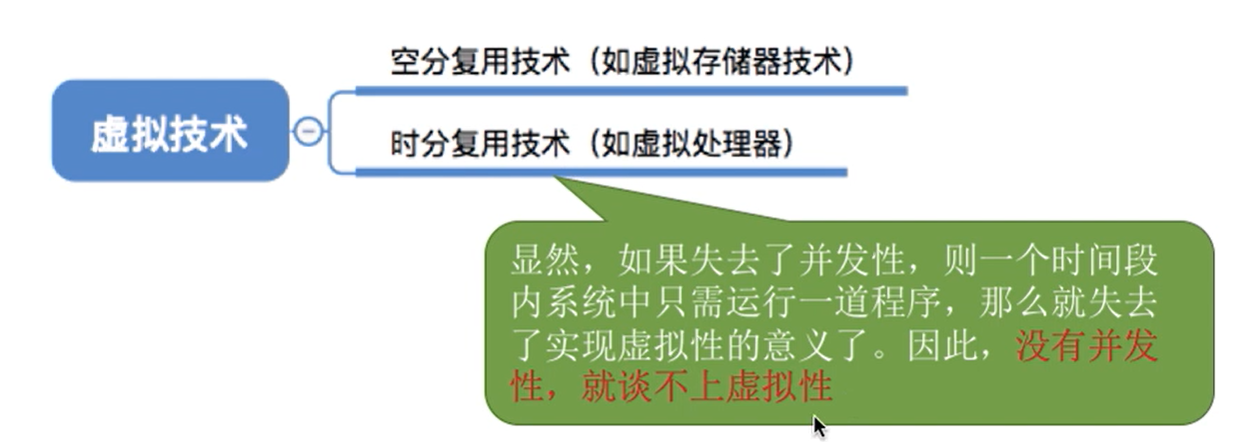 空分复用技术（如虚拟存储器技术）
虚拟技术
时分复用技术（如虚拟处理器）
显然，如果失去了并发性，则一个时间段
内系统中只需运行一道程序，那么就失去
了实现虚拟性的意义了。因此，没有并发
性，就谈不上虚拟性